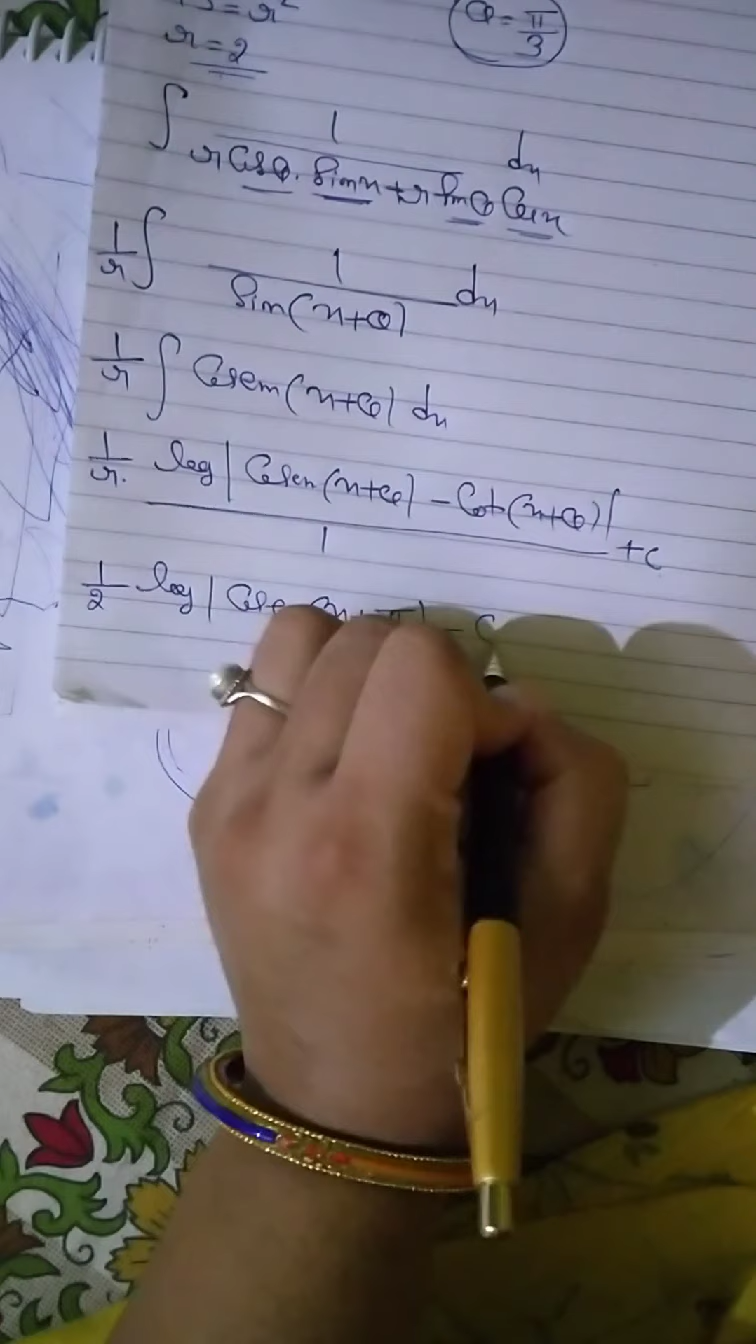 r = 2
θ = π/3
∫ 1/(r Cosθ. Sinx + r Sinθ Cosx) dx
1/r ∫ 1/Sin(x+θ) dx
1/r ∫ Cosec(x+θ) dx
1/r. log|Cosec(x+θ) - Cot(x+θ)|/1 + c
1/2 log|Cose